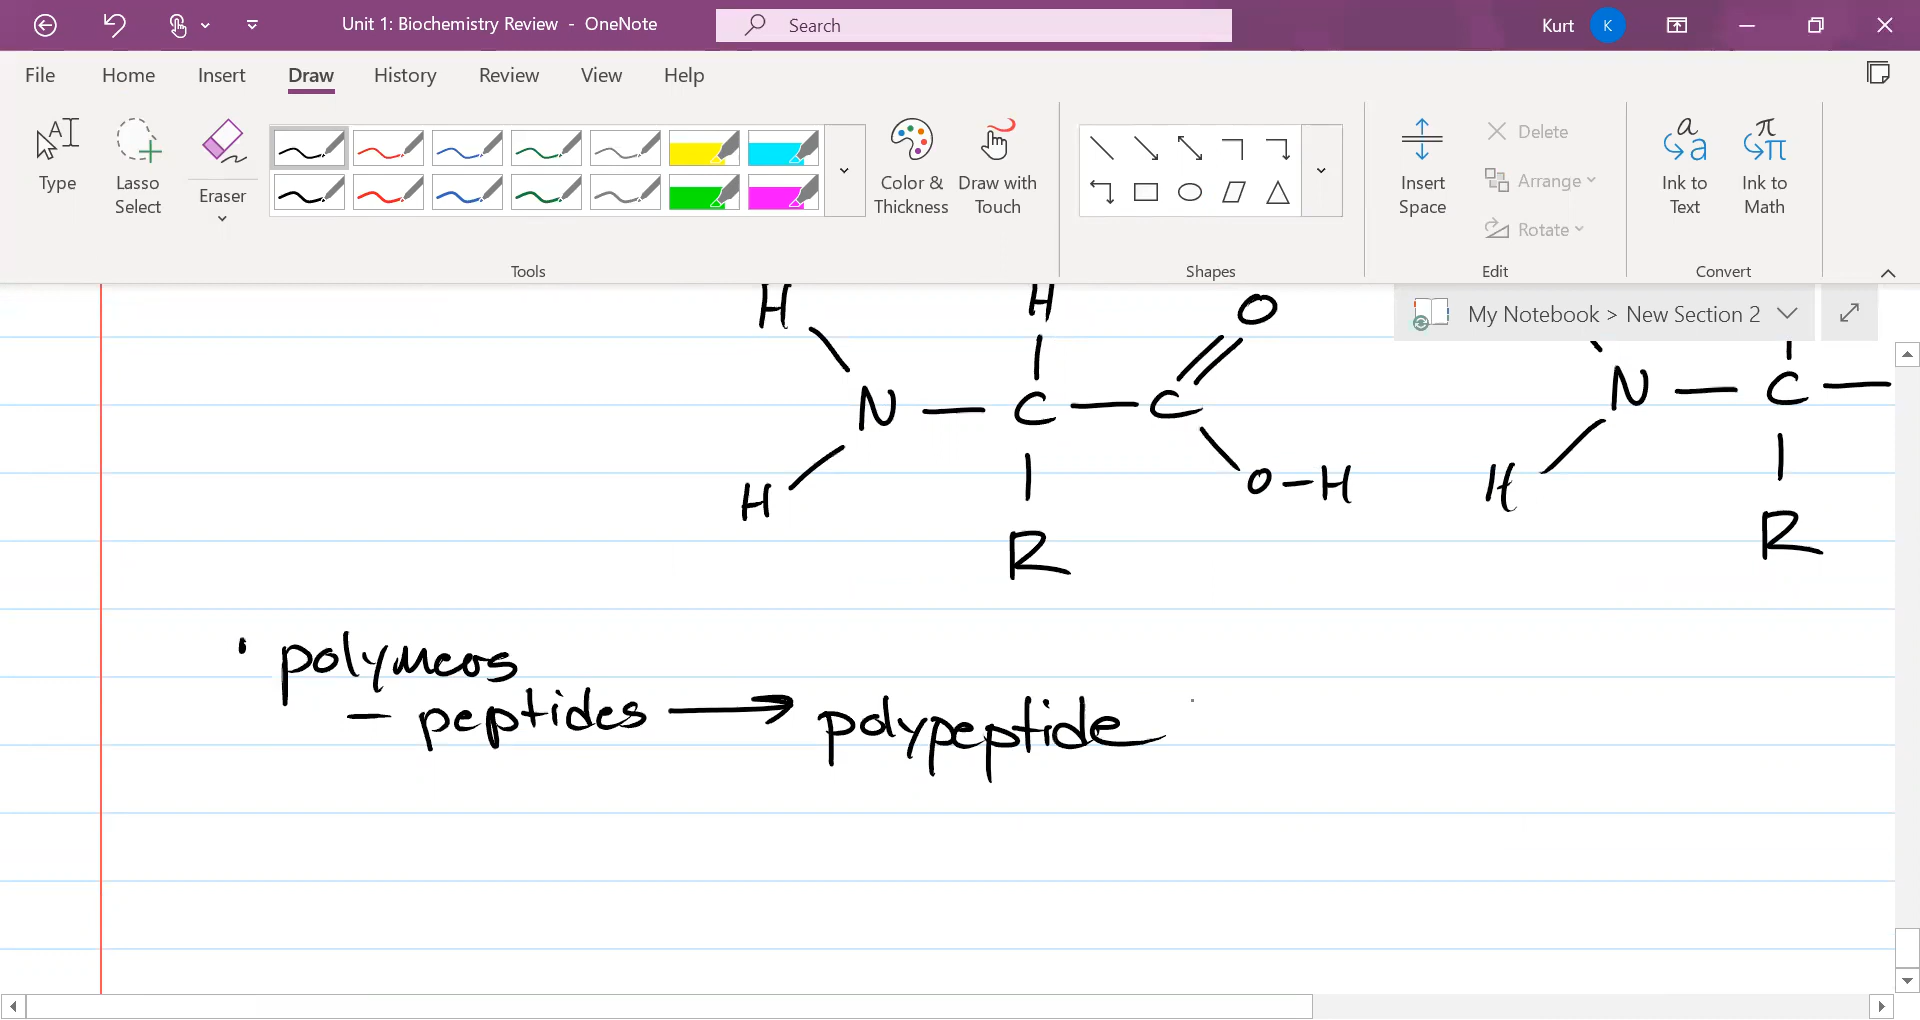 Unit 1: Biochemistry Review - OneNote
Search
Kurt K
File Home Insert Draw History Review View Help
Type
Lasso Select
Eraser
Color & Thickness
Draw with Touch
Insert Space
Delete
Arrange
Rotate
a a
Ink to Text
π π
Ink to Math
Tools Shapes Edit Convert
My Notebook > New Section 2
H H O
N — C — C
H R O–H
N — C —
H R
• polymers
– peptides → polypeptide